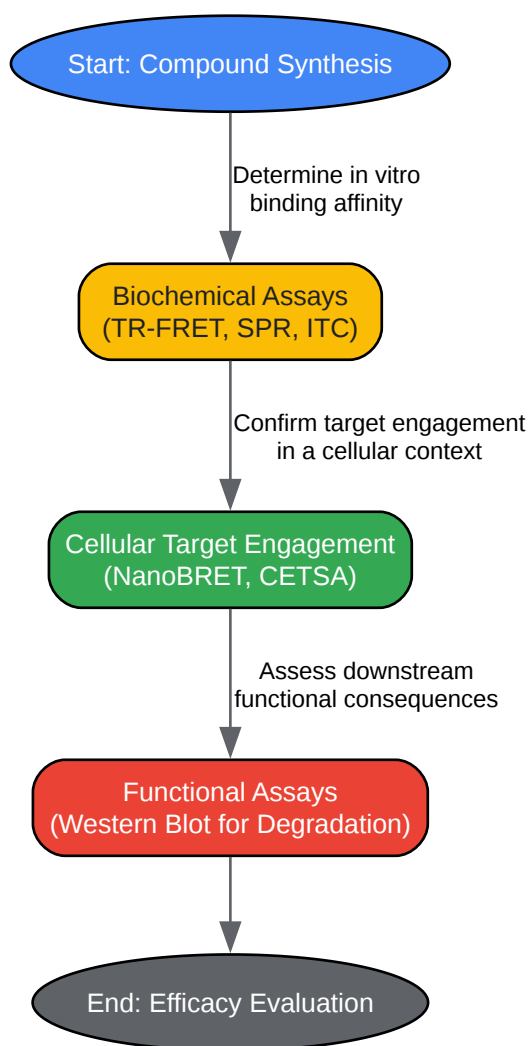 Start: Compound Synthesis
Determine in vitro
binding affinity
Biochemical Assays
(TR-FRET, SPR, ITC)
Confirm target engagement
in a cellular context
Cellular Target Engagement
(NanoBRET, CETSA)
Assess downstream
functional consequences
Functional Assays
(Western Blot for Degradation)
End: Efficacy Evaluation